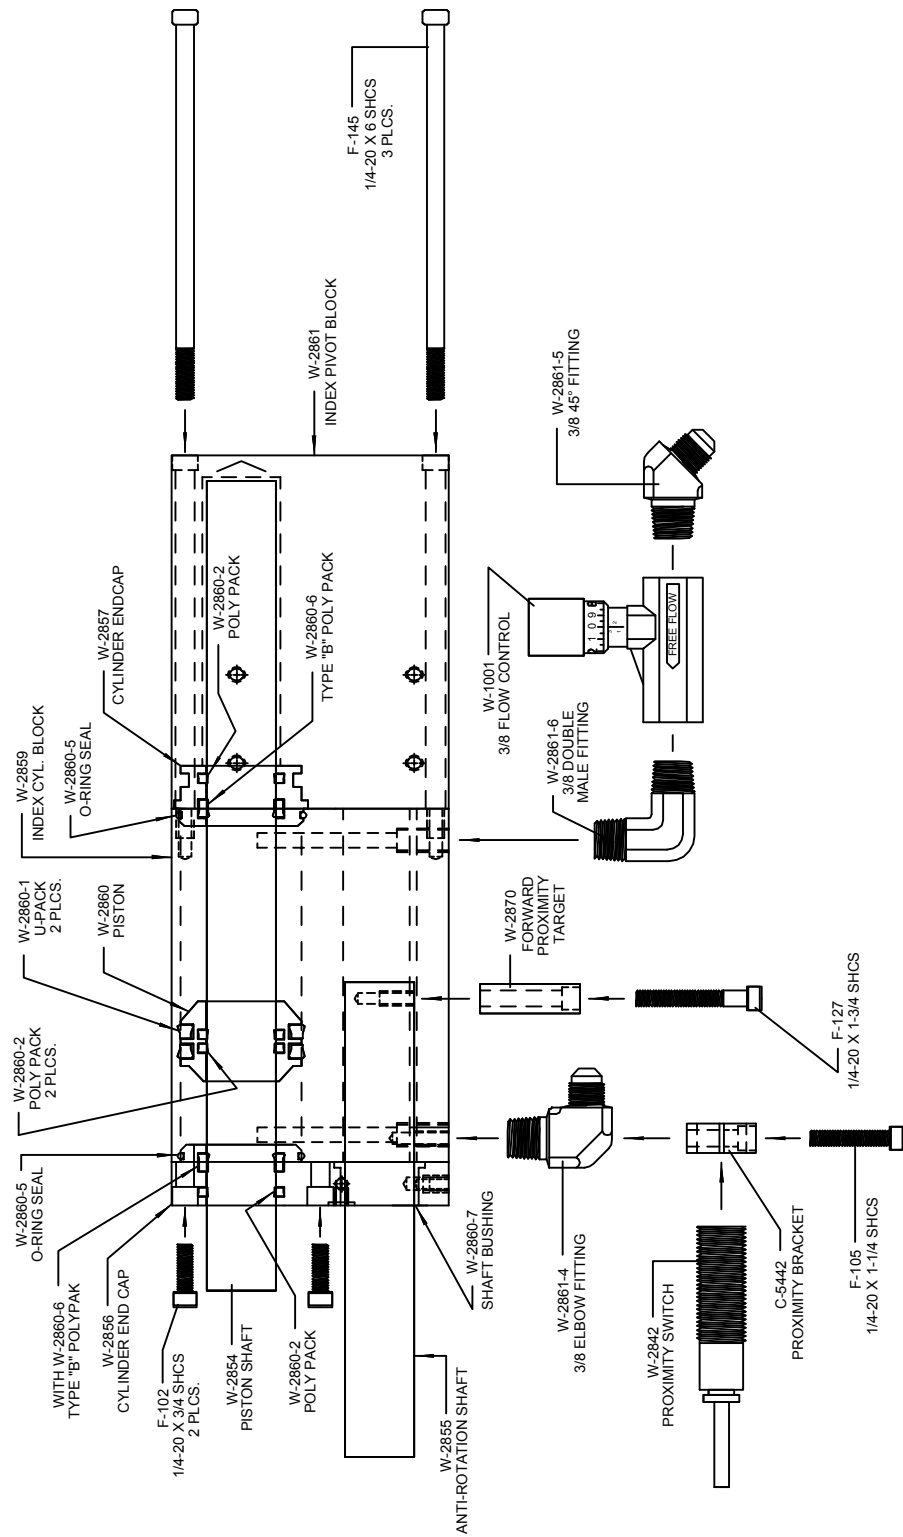 F-145
1/4-20 X 6 SHCS
3 PLCS.
W-2861
INDEX PIVOT BLOCK
W-2861-5
3/8 45° FITTING
W-2857
CYLINDER ENDCAP
W-2860-2
POLY PACK
W-2860-6
TYPE "B" POLY PACK
W-1001
3/8 FLOW CONTROL
FREE FLOW
1 0 9 8
W-2859
INDEX CYL. BLOCK
W-2860-5
O-RING SEAL
W-2861-6
3/8 DOUBLE
MALE FITTING
W-2860-1
U-PACK
2 PLCS.
W-2860
PISTON
W-2870
FORWARD
PROXIMITY
TARGET
F-127
1/4-20 X 1-3/4 SHCS
W-2860-2
POLY PACK
2 PLCS.
W-2860-5
O-RING SEAL
WITH W-2860-6
TYPE "B" POLYPAK
W-2856
CYLINDER END CAP
F-102
1/4-20 X 3/4 SHCS
2 PLCS.
W-2854
PISTON SHAFT
W-2860-2
POLY PACK
W-2860-7
SHAFT BUSHING
W-2855
ANTI-ROTATION SHAFT
W-2861-4
3/8 ELBOW FITTING
W-2842
PROXIMITY SWITCH
C-5442
PROXIMITY BRACKET
F-105
1/4-20 X 1-1/4 SHCS